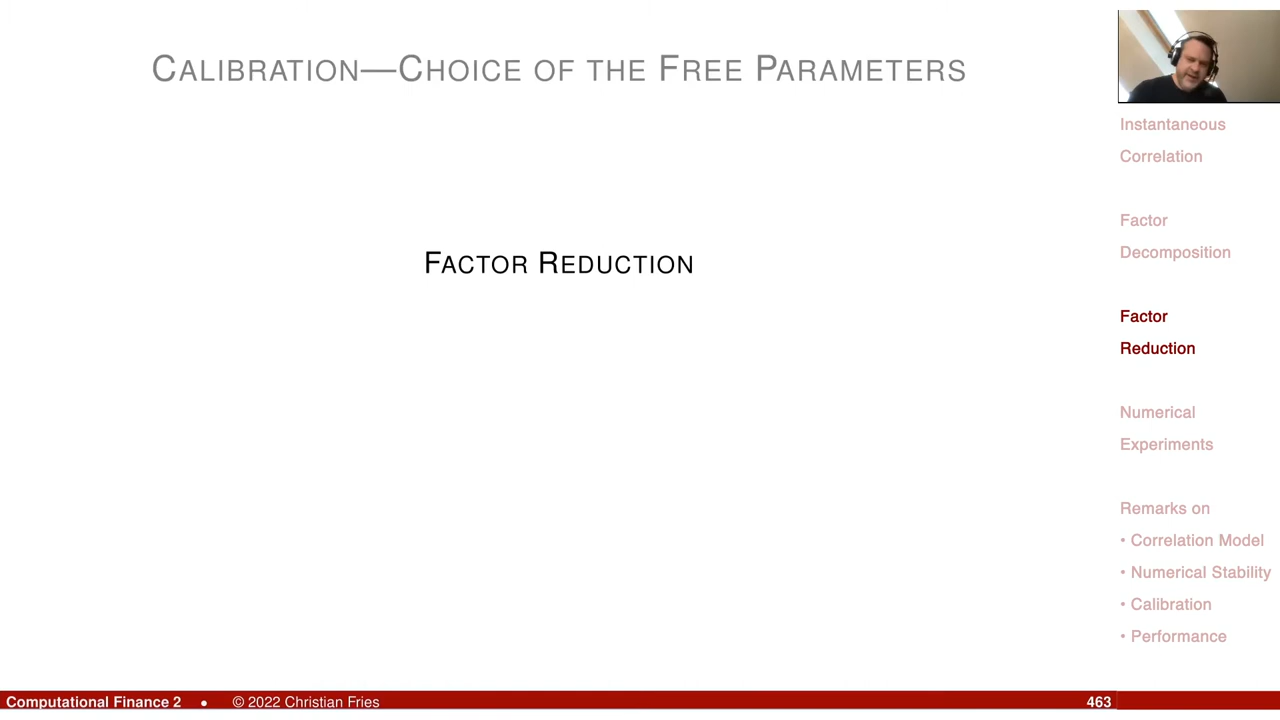 CALIBRATION—CHOICE OF THE FREE PARAMETERS
FACTOR REDUCTION
Instantaneous
Correlation
Factor
Decomposition
Factor
Reduction
Numerical
Experiments
Remarks on
• Correlation Model
• Numerical Stability
• Calibration
• Performance
Computational Finance 2 • © 2022 Christian Fries 463